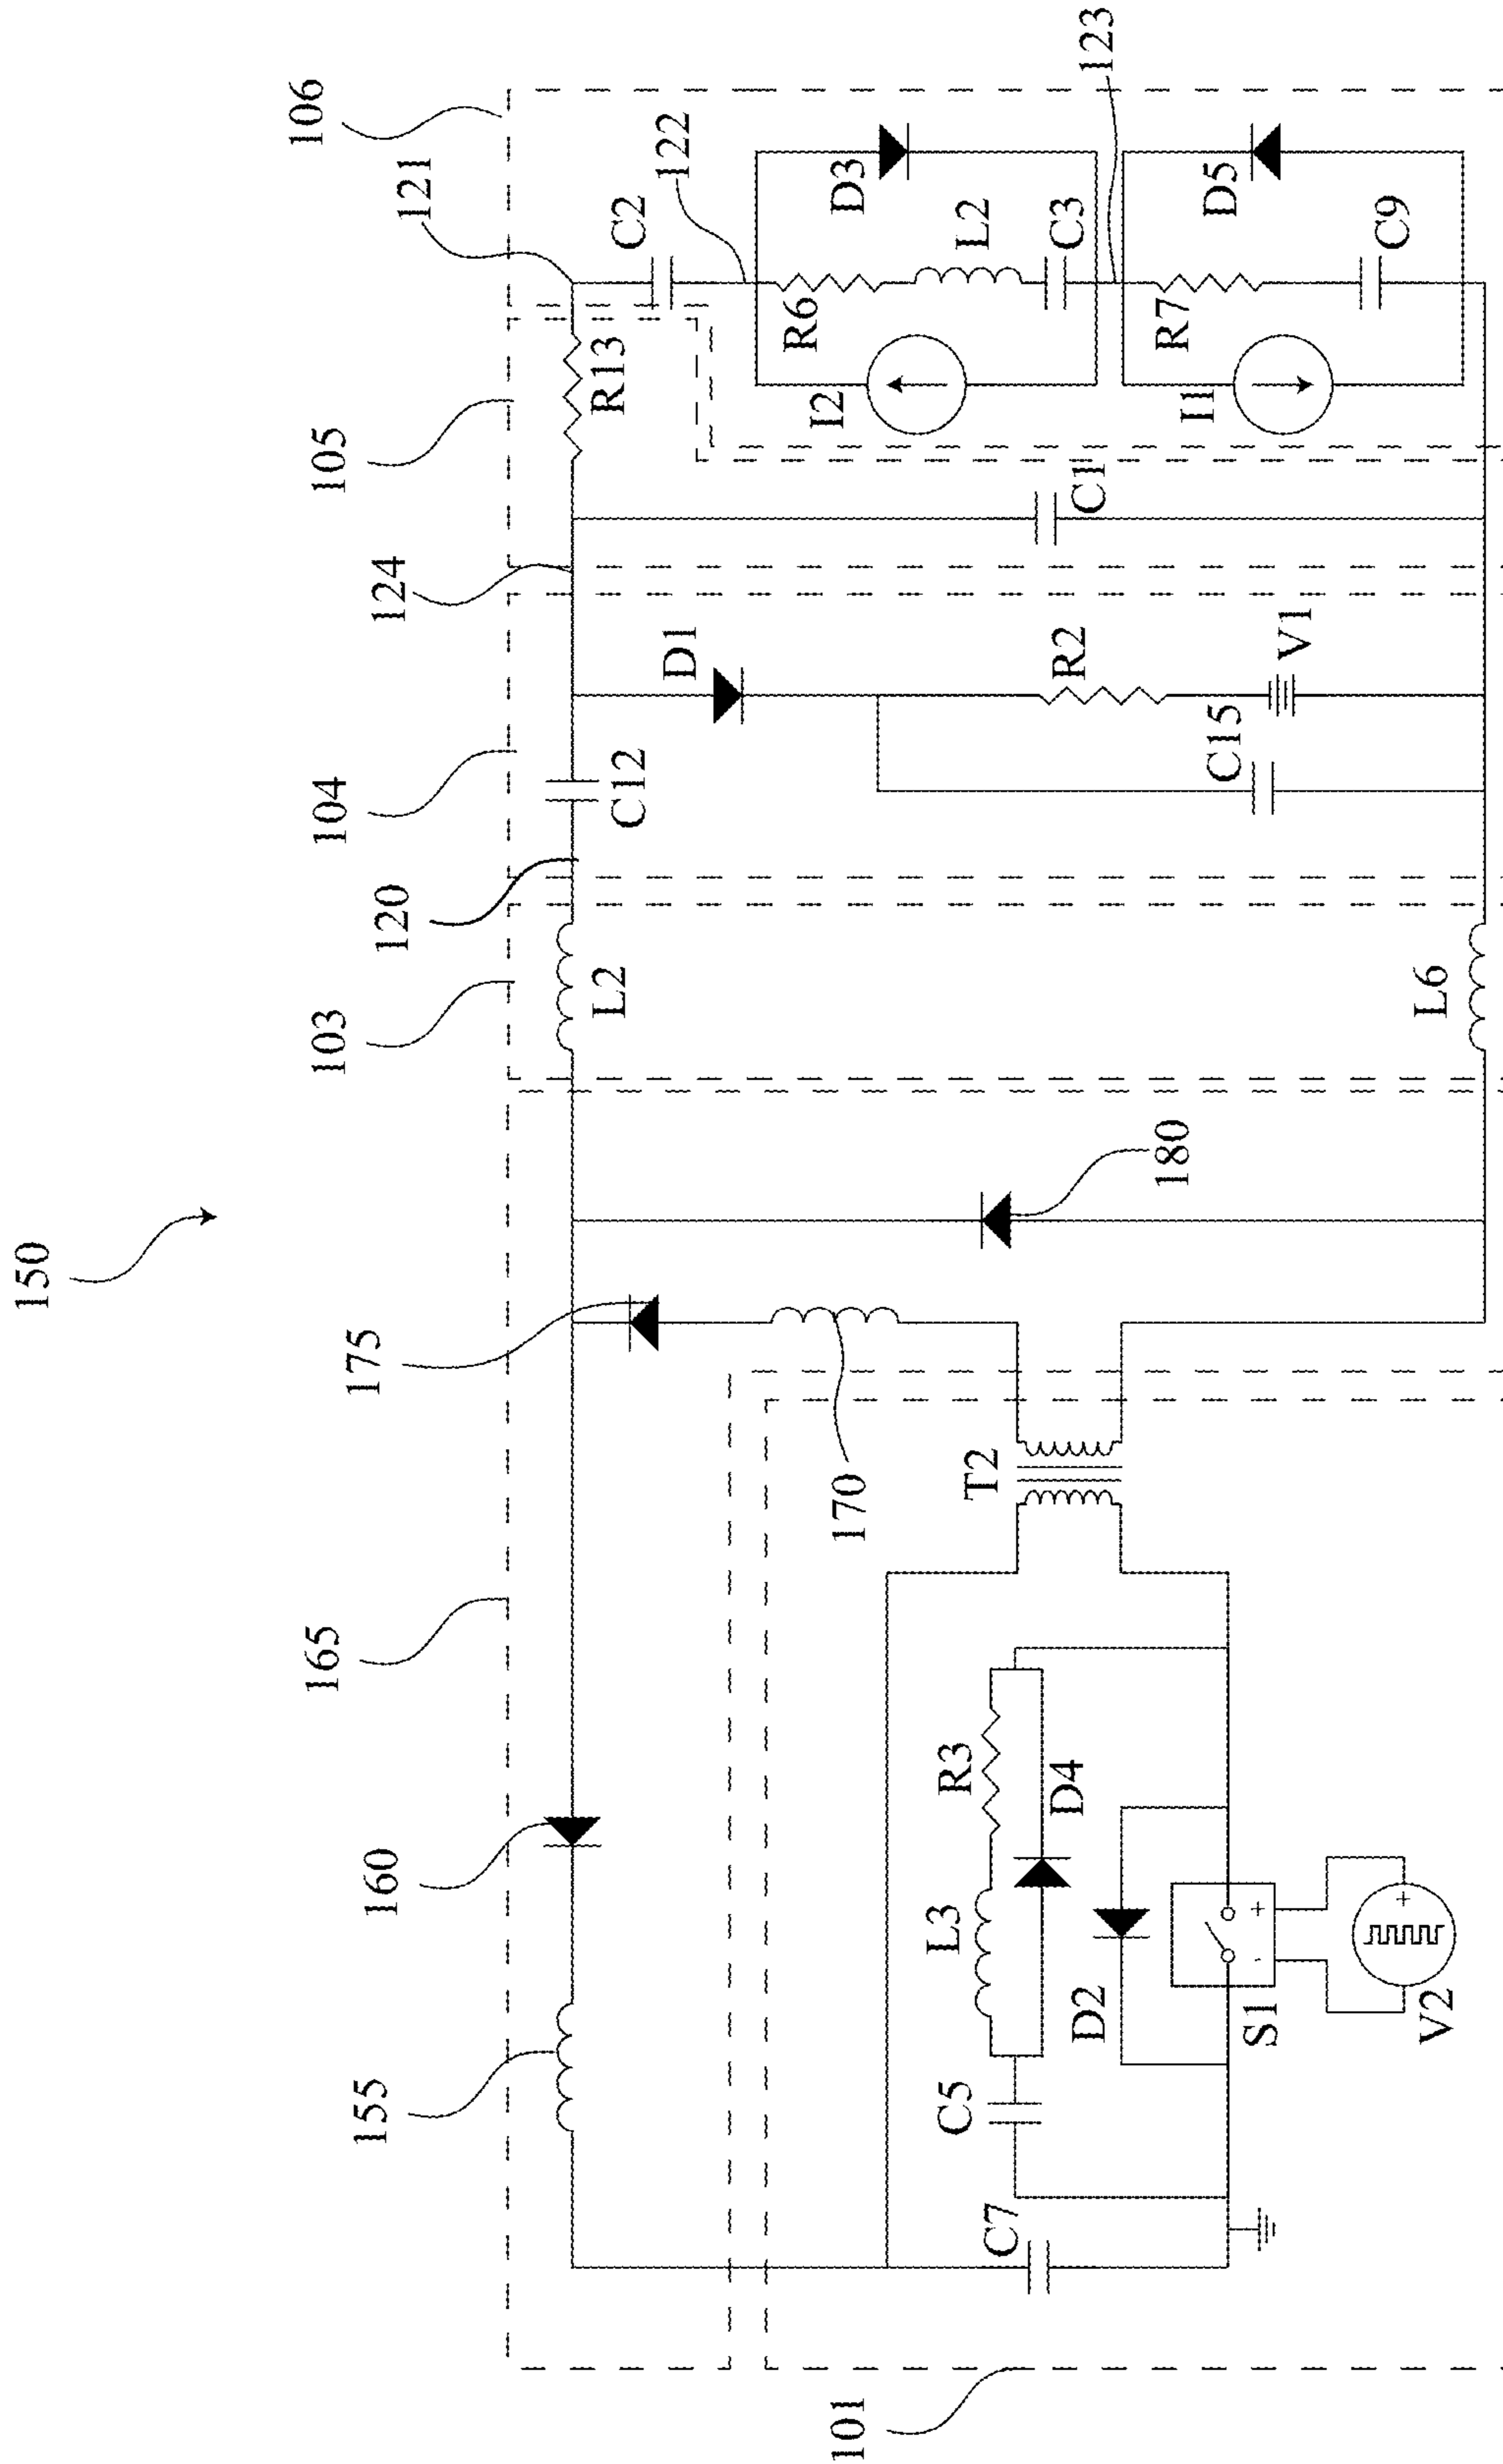 150
106
121
122
123
105
124
104
120
103
175
170
180
165
160
155
101
C2
D3
R6
L2
C3
I2
D5
R7
C9
I1
R13
C1
D1
R2
V1
C15
C12
L2
L6
T2
R3
D4
L3
D2
C5
C7
S1
- +
V2
+